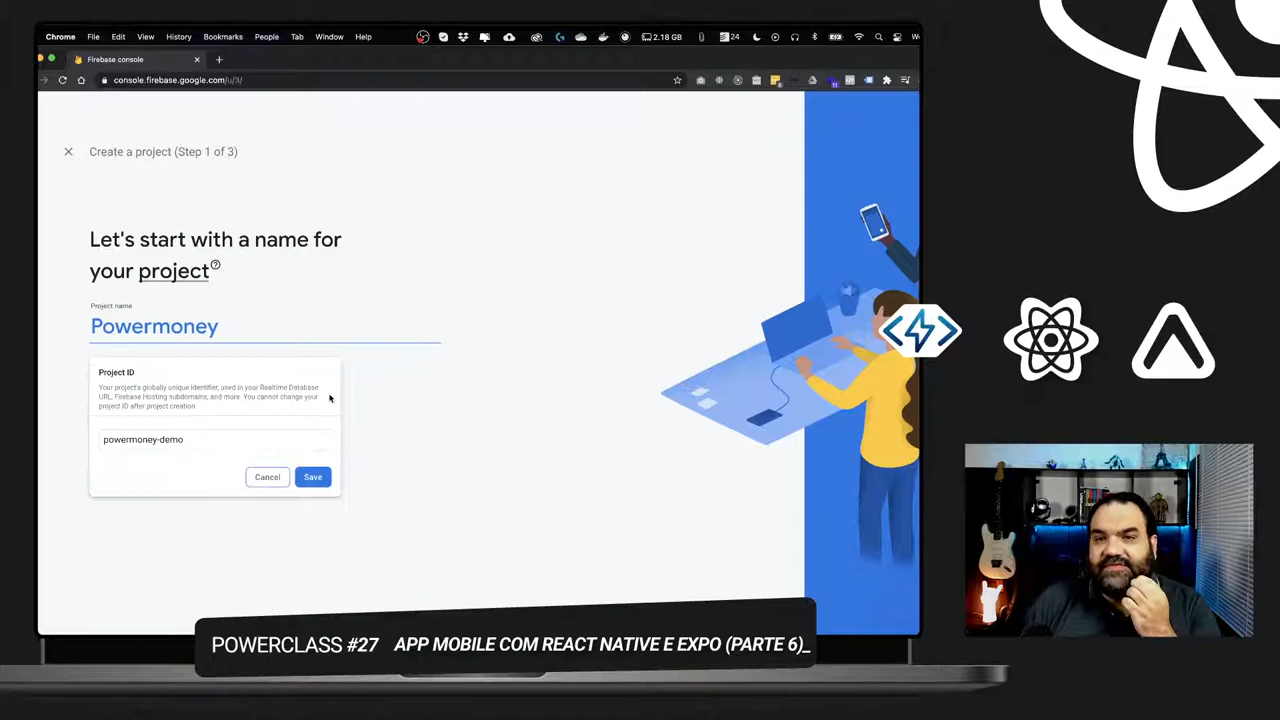 Chrome File Edit View History Bookmarks People Tab Window Help 2.18 GB 24
Firebase console
console.firebase.google.com/u/3/
Create a project (Step 1 of 3)
Let's start with a name for
your project
Project name
Powermoney
Project ID
Your project's globally unique identifier, used in your Realtime Database
URL, Firebase Hosting subdomains, and more. You cannot change your
project ID after project creation.
powermoney-demo
Cancel Save
POWERCLASS #27 APP MOBILE COM REACT NATIVE E EXPO (PARTE 6)_